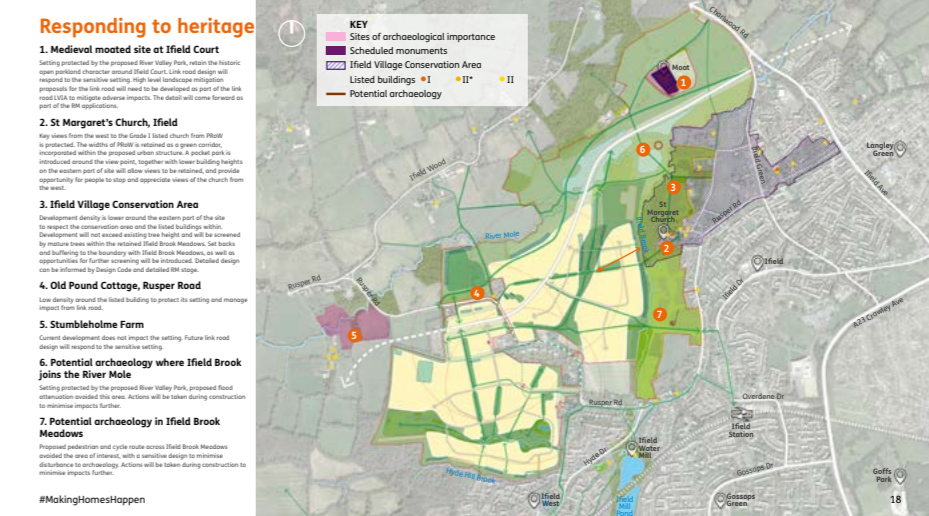 Responding to heritage
1. Medieval moated site at Ifield Court
Setting protected by the proposed River Valley Park, retain the historic
open parkland character around Ifield Court. Link road design will
respond to the sensitive setting. High level landscape mitigation
proposals for the link road will need to be developed as part of the link
road LVIA to mitigate adverse impacts. The detail will come forward as
part of the RM applications.
2. St Margaret's Church, Ifield
Key views from the west to the Grade I listed church from PRoW
is protected. The widths of PRoW is retained as a green corridor,
incorporated within the proposed urban structure. A pocket park is
introduced around the view point, together with lower building heights
on the eastern part of site will allow views to be retained, and provide
opportunity for people to stop and appreciate views of the church from
the west.
3. Ifield Village Conservation Area
Development density is lower around the eastern part of the site
to respect the conservation area and the listed buildings within.
Development will not exceed existing tree height and will be screened
by mature trees within the retained Ifield Brook Meadows. Set backs
and buffering to the boundary with Ifield Brook Meadows, as well as
opportunities for further screening will be introduced. Detailed design
can be informed by Design Code and detailed RM stage.
4. Old Pound Cottage, Rusper Road
Low density around the listed building to protect its setting and manage
impact from link road.
5. Stumbleholme Farm
Current development does not impact the setting. Future link road
design will respond to the sensitive setting.
6. Potential archaeology where Ifield Brook
joins the River Mole
Setting protected by the proposed River Valley Park, proposed flood
attenuation avoided this area. Actions will be taken during construction
to minimise impacts further.
7. Potential archaeology in Ifield Brook
Meadows
Proposed pedestrian and cycle route across Ifield Brook Meadows
avoided the area of interest, with a sensitive design to minimise
disturbance to archaeology. Actions will be taken during construction to
minimise impacts further.
#MakingHomesHappen
KEY
Sites of archaeological importance
Scheduled monuments
Ifield Village Conservation Area
Listed buildings I II* II
Potential archaeology
Charlwood Rd
Moat
1
6
Langley
Green
Ifield Ave
Ifield Wood
3
St
Margaret
Church
Rusper Rd
2
River Mole
Ifield
Ifield Dr
Rusper Rd
Rusper Rd
4
5
7
A23 Crawley Ave
Rusper Rd
Overdene Dr
Ifield
Station
Ifield
Water
Mill
Hyde Dr
Gossops Dr
Hyde Hill Brook
Ifield
West
Ifield
Mill
Pond
Gossops
Green
Goffs
Park
18